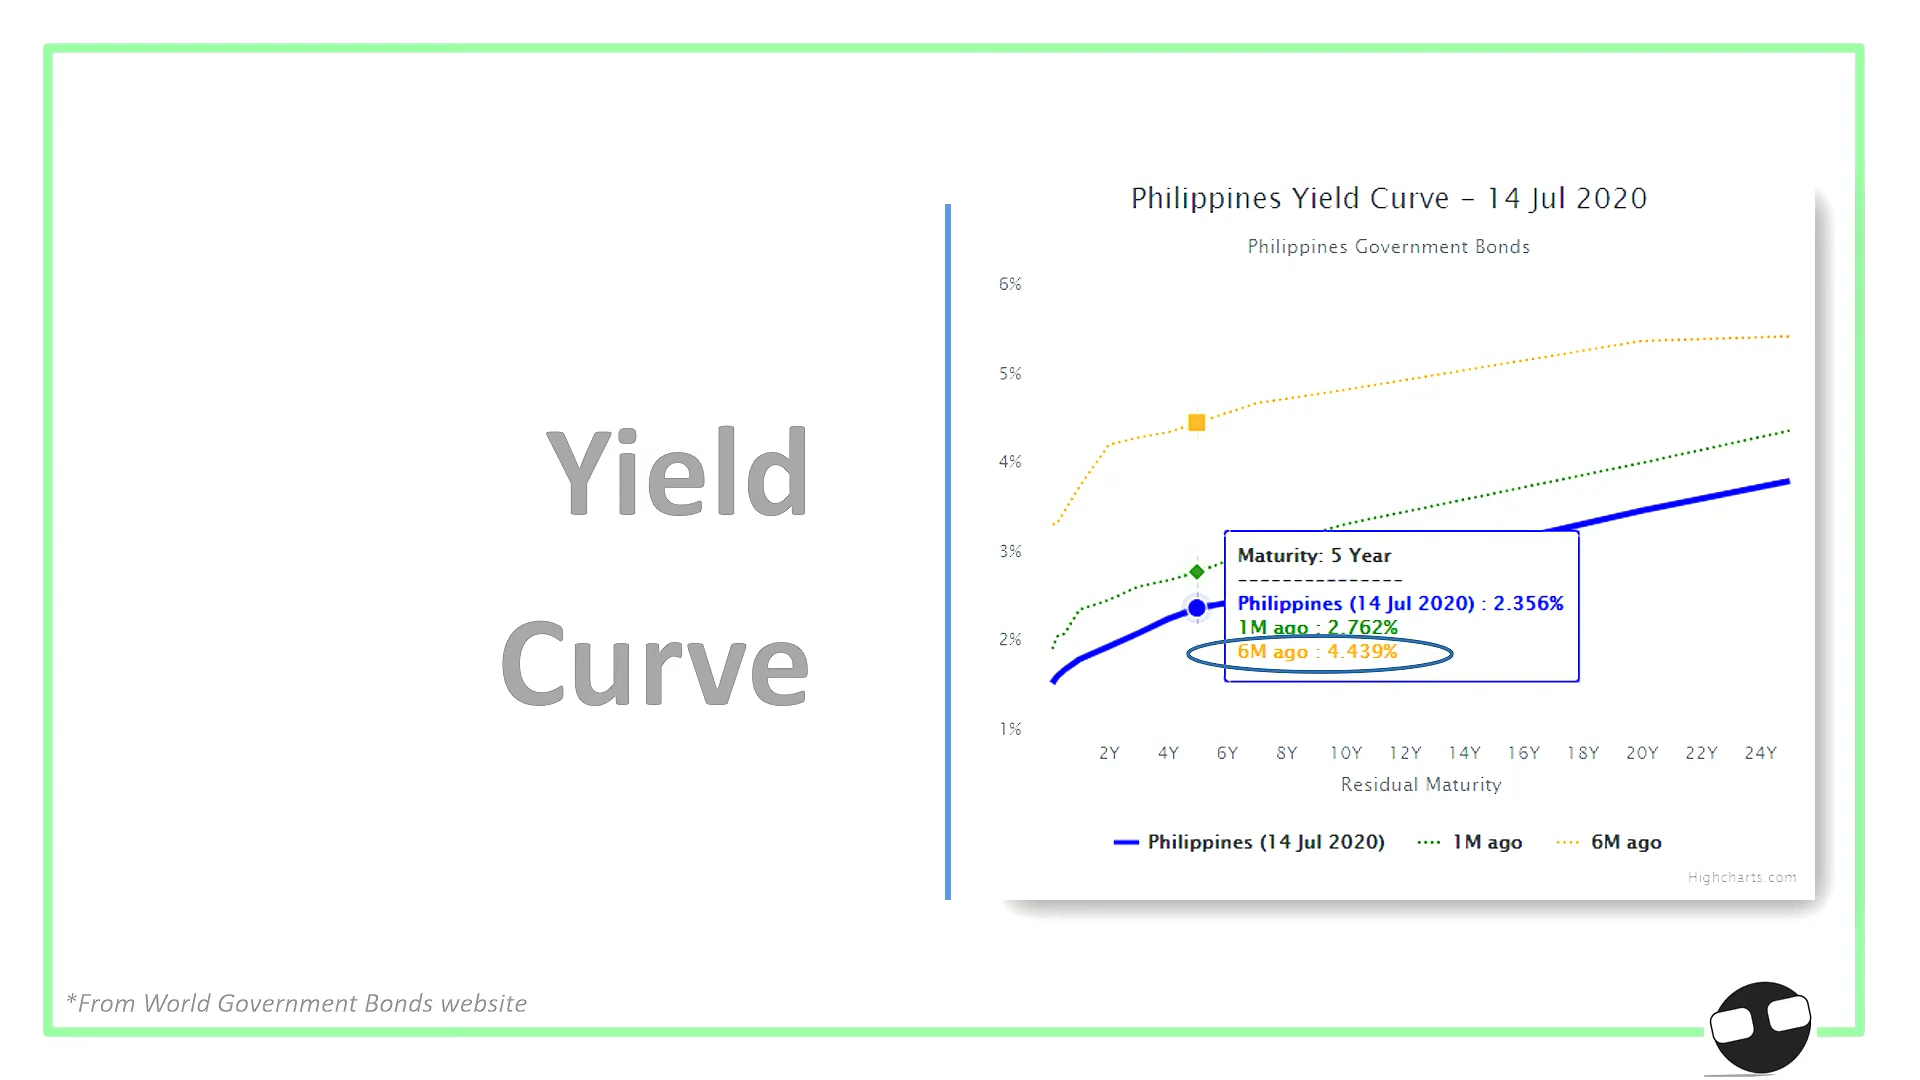 Yield
Curve
Philippines Yield Curve – 14 Jul 2020
Philippines Government Bonds
6%
5%
4%
3%
2%
1%
Maturity: 5 Year
---------------
Philippines (14 Jul 2020) : 2.356%
1M ago : 2.762%
6M ago : 4.439%
2Y 4Y 6Y 8Y 10Y 12Y 14Y 16Y 18Y 20Y 22Y 24Y
Residual Maturity
Philippines (14 Jul 2020) 1M ago 6M ago
Highcharts.com
*From World Government Bonds website